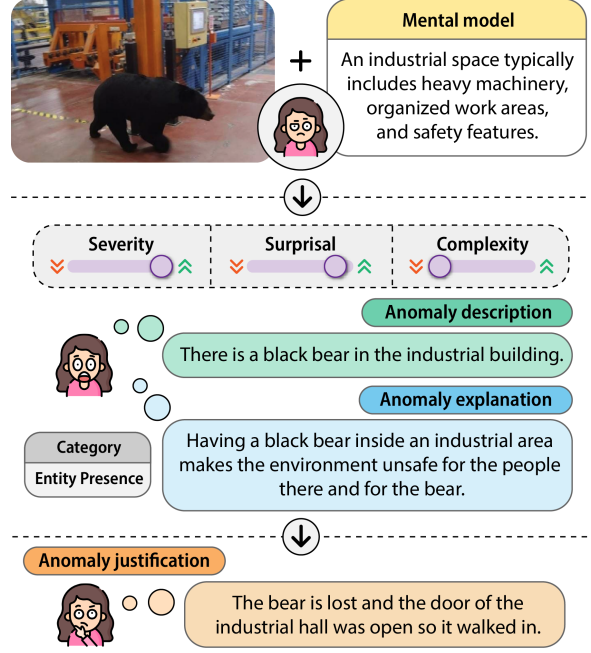 Mental model
An industrial space typically
includes heavy machinery,
organized work areas,
and safety features.
Severity
Surprisal
Complexity
Anomaly description
There is a black bear in the industrial building.
Anomaly explanation
Category
Entity Presence
Having a black bear inside an industrial area
makes the environment unsafe for the people
there and for the bear.
Anomaly justification
The bear is lost and the door of the
industrial hall was open so it walked in.